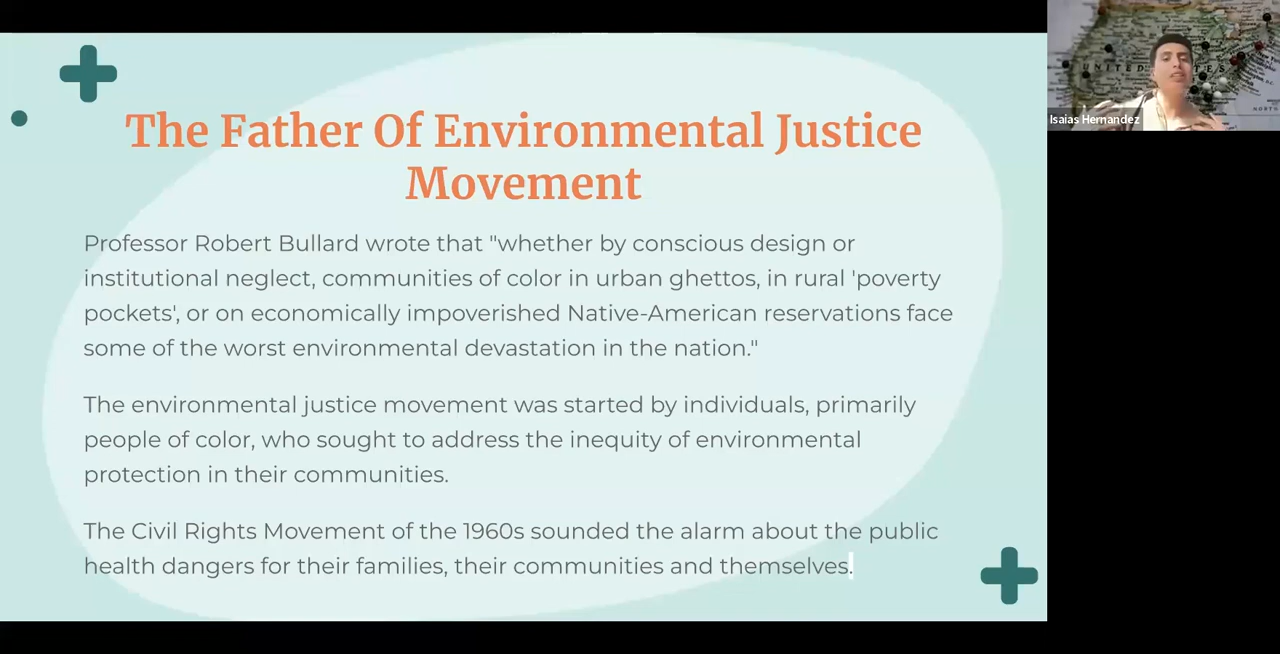 The Father Of Environmental Justice
Movement
Professor Robert Bullard wrote that "whether by conscious design or
institutional neglect, communities of color in urban ghettos, in rural 'poverty
pockets', or on economically impoverished Native-American reservations face
some of the worst environmental devastation in the nation."
The environmental justice movement was started by individuals, primarily
people of color, who sought to address the inequity of environmental
protection in their communities.
The Civil Rights Movement of the 1960s sounded the alarm about the public
health dangers for their families, their communities and themselves.
UNITED TES
Isaias Hernandez